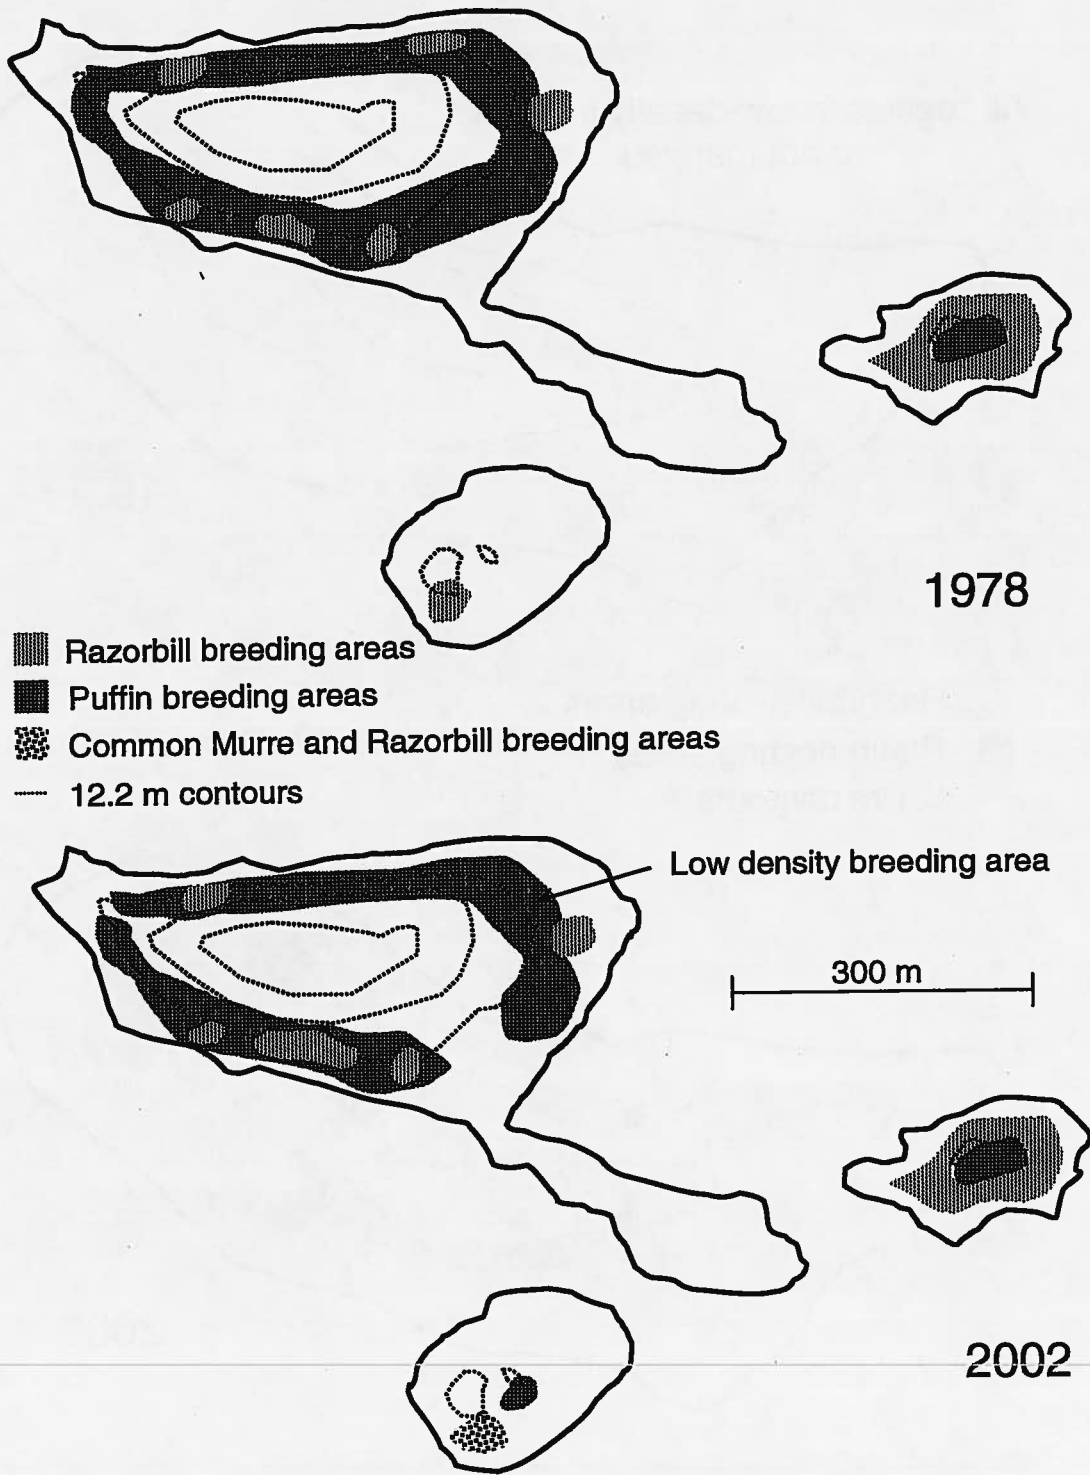 1978
Razorbill breeding areas
Puffin breeding areas
Common Murre and Razorbill breeding areas
12.2 m contours
Low density breeding area
300 m
2002